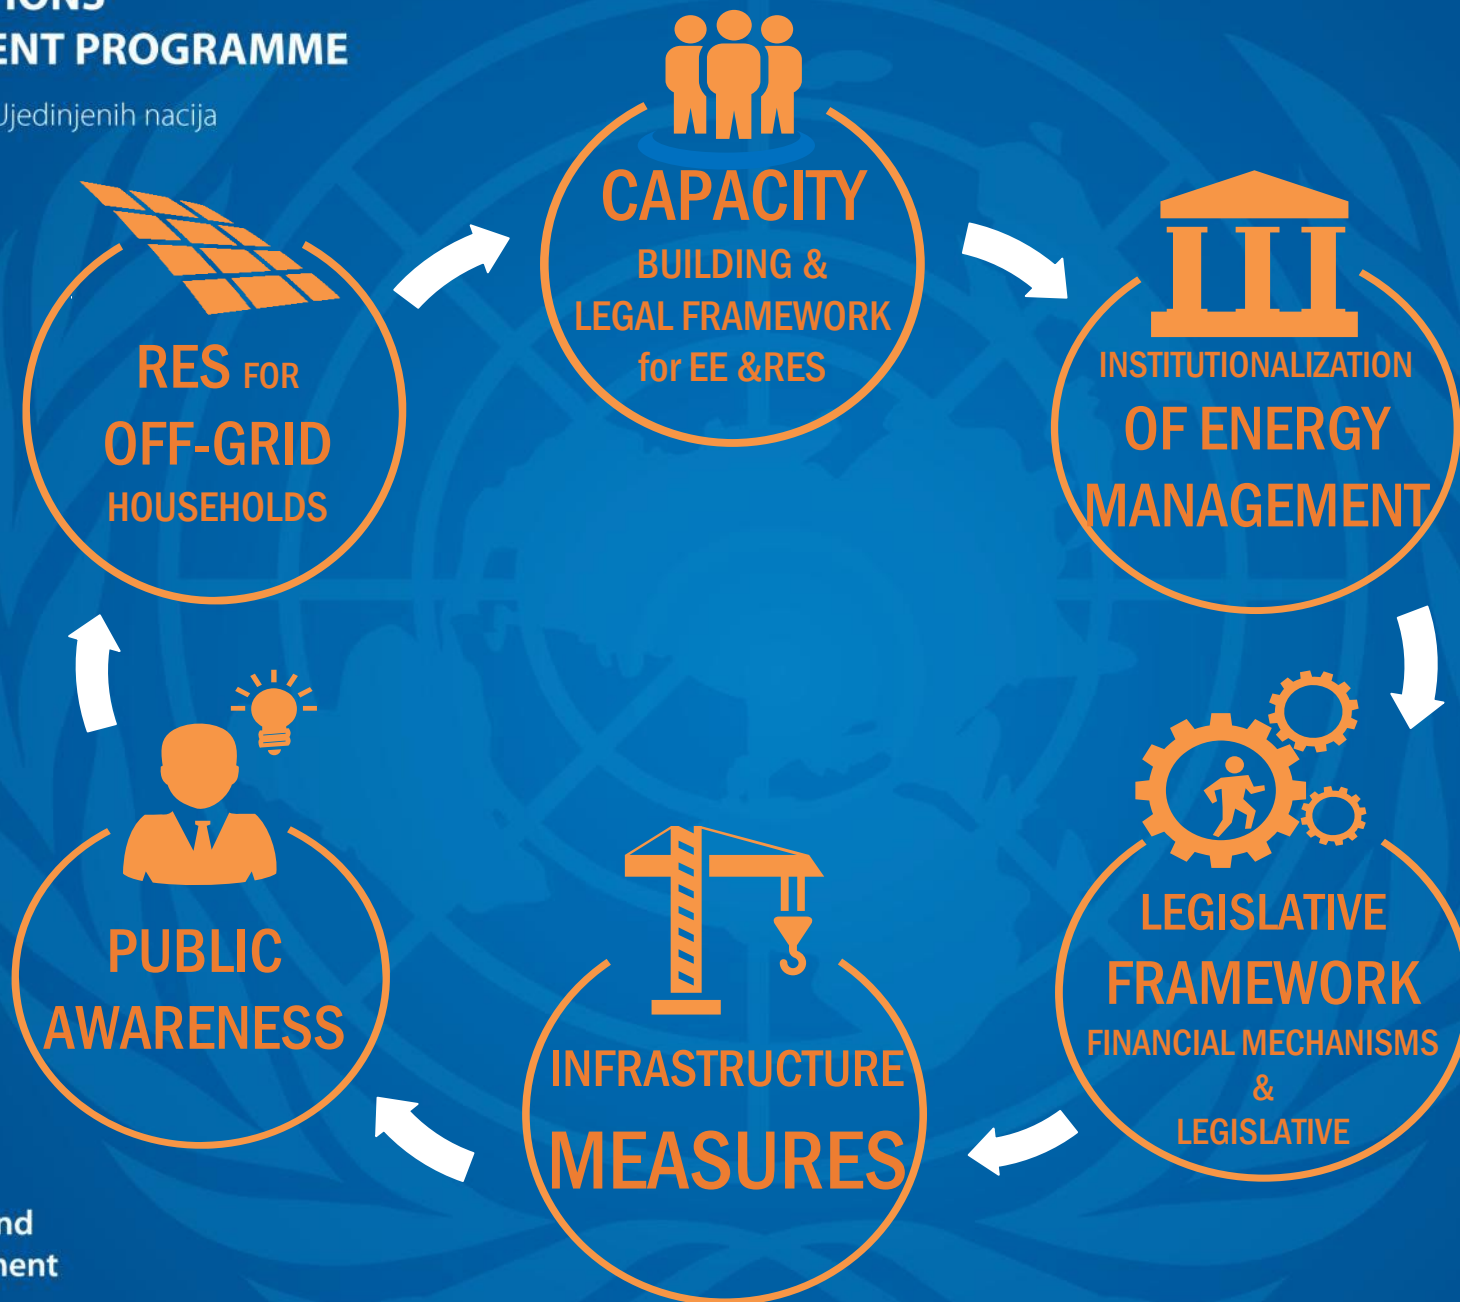 ENT PROGRAMME
Ujedinjenih nacija
CAPACITY
BUILDING &
LEGAL FRAMEWORK
for EE &RES
INSTITUTIONALIZATION
OF ENERGY
MANAGEMENT
LEGISLATIVE
FRAMEWORK
FINANCIAL MECHANISMS
&
LEGISLATIVE
INFRASTRUCTURE
MEASURES
PUBLIC
AWARENESS
RES FOR
OFF-GRID
HOUSEHOLDS
nd
ment